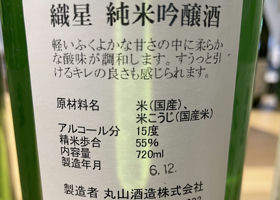 織星 純米吟醸酒
軽いふくよかな甘さの中に柔らか
な酸味が調和します。すうっと引
けるキレの良さも感じられます。
原材料名 米(国産)、
米こうじ(国産米)
アルコール分 15度
精米歩合 55%
内容量 720ml
製造年月 6.12.
製造者 丸山酒造株式会社